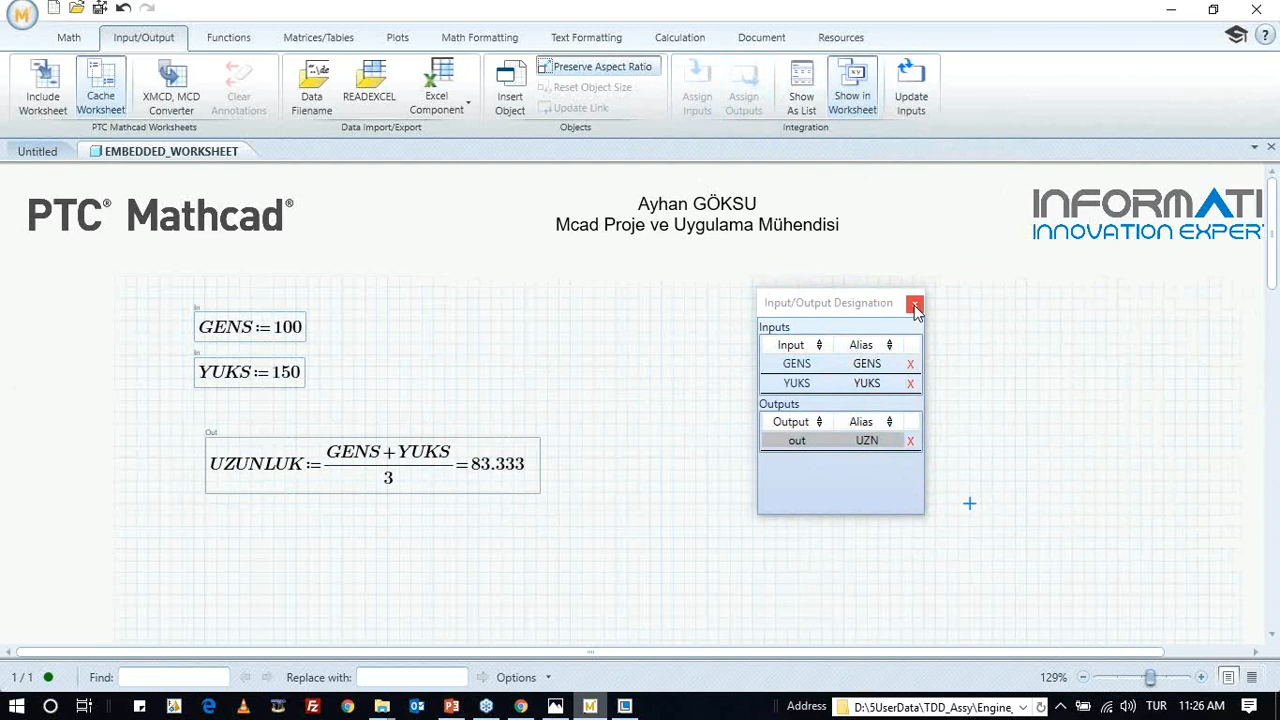 Math
Input/Output
Functions
Matrices/Tables
Plots
Math Formatting
Text Formatting
Calculation
Document
Resources
Include Worksheet
Cache Worksheet
XMCD, MCD Converter
Clear Annotations
PTC Mathcad Worksheets
Data Filename
READEXCEL
Excel Component
Data Import/Export
Insert Object
Preserve Aspect Ratio
Reset Object Size
Update Link
Objects
Assign Inputs
Assign Outputs
Show As List
Show in Worksheet
Update Inputs
Integration
Untitled
EMBEDDED_WORKSHEET
PTC® Mathcad®
Ayhan GÖKSU
Mcad Proje ve Uygulama Mühendisi
INFORMATI
INNOVATION EXPER
In
GENS := 100
In
YUKS := 150
Out
UZUNLUK := (GENS + YUKS) / 3 = 83.333
Input/Output Designation
Inputs
Input Alias
GENS GENS X
YUKS YUKS X
Outputs
Output Alias
out UZN X
1 / 1
Find:
Replace with:
Options
129%
Address D:\5UserData\TDD_Assy\Engine_
TUR 11:26 AM